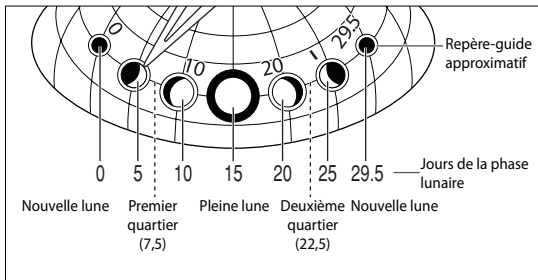 0 10 20 29.5
Repère-guide
approximatif
0 5 10 15 20 25 29.5
Jours de la phase
lunaire
Nouvelle lune Premier Pleine lune Deuxième Nouvelle lune
quartier quartier
(7,5) (22,5)